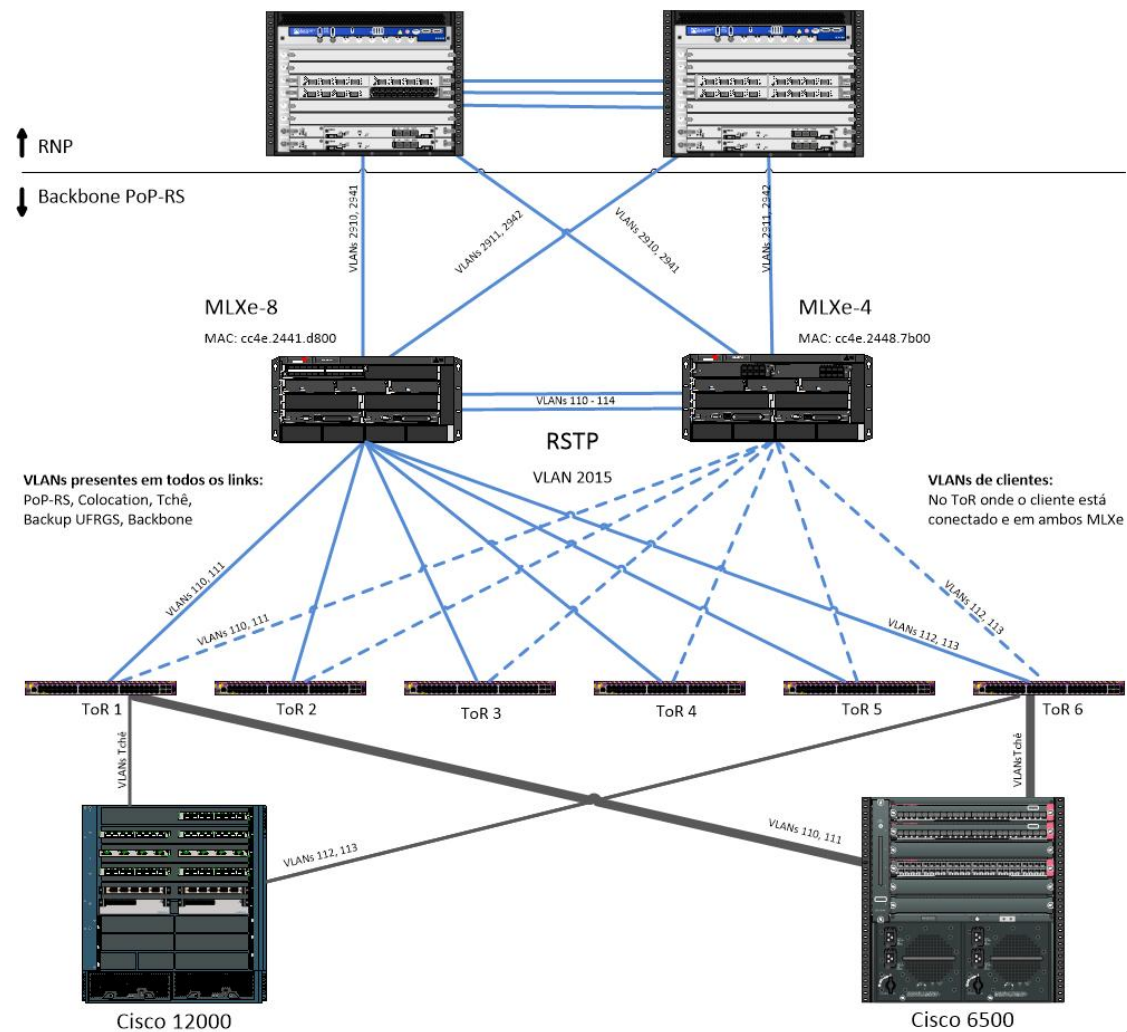 RNP
Backbone PoP-RS
VLANs 2910, 2941
VLANs 2911, 2942
VLANs 2910, 2941
VLANs 2911, 2942
MLXe-8
MAC: cc4e.2441.d800
MLXe-4
MAC: cc4e.2448.7b00
VLANs 110 - 114
RSTP
VLAN 2015
VLANs presentes em todos os links:
PoP-RS, Colocation, Tchê,
Backup UFRGS, Backbone
VLANs de clientes:
No ToR onde o cliente está
conectado e em ambos MLXe
VLANs 110, 111
VLANs 110, 111
VLANs 112, 113
VLANs 112, 113
ToR 1
ToR 2
ToR 3
ToR 4
ToR 5
ToR 6
VLANs Tchê
VLANs Tchê
VLANs 112, 113
VLANs 110, 111
Cisco 12000
Cisco 6500